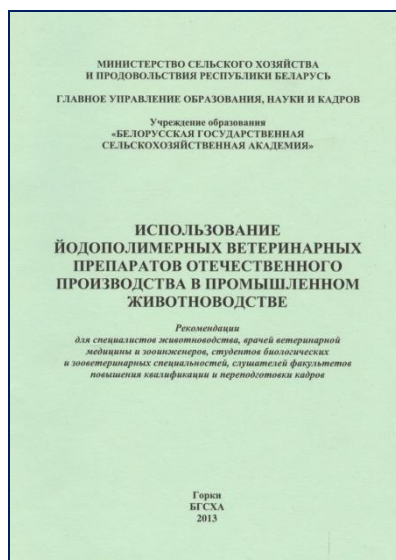 МИНИСТЕРСТВО СЕЛЬСКОГО ХОЗЯЙСТВА
И ПРОДОВОЛЬСТВИЯ РЕСПУБЛИКИ БЕЛАРУСЬ
ГЛАВНОЕ УПРАВЛЕНИЕ ОБРАЗОВАНИЯ, НАУКИ И КАДРОВ
Учреждение образования
«БЕЛОРУССКАЯ ГОСУДАРСТВЕННАЯ
СЕЛЬСКОХОЗЯЙСТВЕННАЯ АКАДЕМИЯ»
ИСПОЛЬЗОВАНИЕ
ЙОДОПОЛИМЕРНЫХ ВЕТЕРИНАРНЫХ
ПРЕПАРАТОВ ОТЕЧЕСТВЕННОГО
ПРОИЗВОДСТВА В ПРОМЫШЛЕННОМ
ЖИВОТНОВОДСТВЕ
Рекомендации
для специалистов животноводства, врачей ветеринарной
медицины и зооинженеров, студентов биологических
и зооветеринарных специальностей, слушателей факультетов
повышения квалификации и переподготовки кадров
Горки
БГСХА
2013